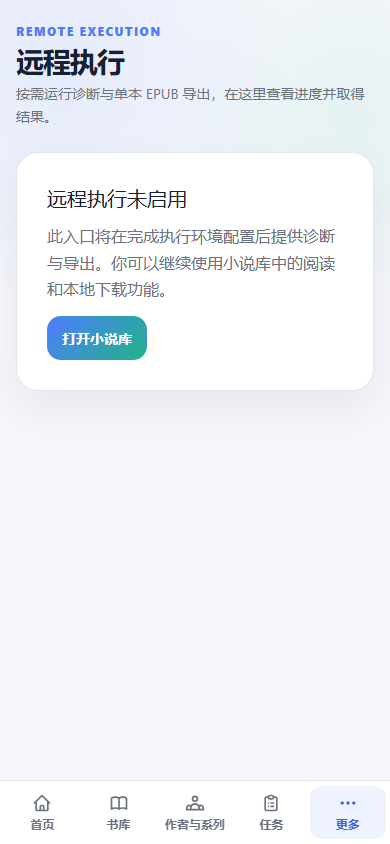 REMOTE EXECUTION
远程执行
按需运行诊断与单本 EPUB 导出，在这里查看进度并取得
结果。
远程执行未启用
此入口将在完成执行环境配置后提供诊断
与导出。你可以继续使用小说库中的阅读
和本地下载功能。
打开小说库
首页
书库
作者与系列
任务
更多